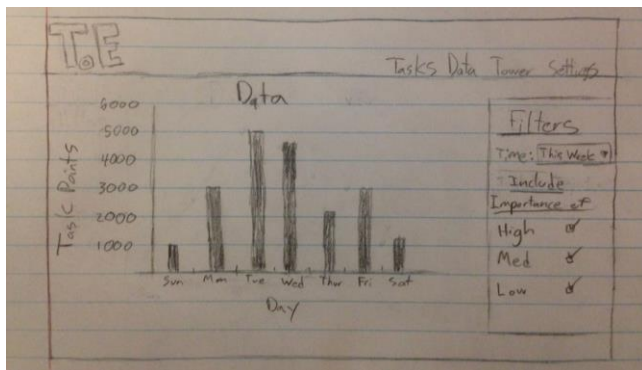 T.E
Tasks Data Tower Settings
Data
6000
5000
4000
3000
2000
1000
Task Points
Sun Mon Tue Wed Thur Fri Sat
Day
Filters
Time: This Week
Include
Importance of
High
Med
Low